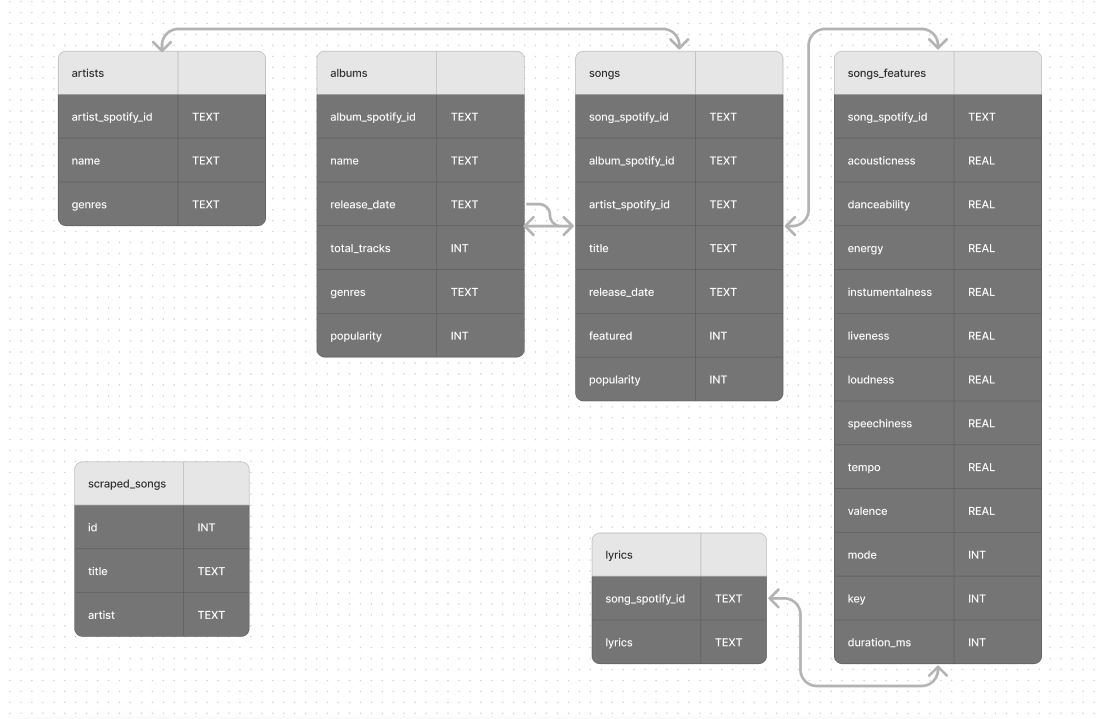 artists
artist_spotify_id TEXT
name TEXT
genres TEXT
albums
album_spotify_id TEXT
name TEXT
release_date TEXT
total_tracks INT
genres TEXT
popularity INT
songs
song_spotify_id TEXT
album_spotify_id TEXT
artist_spotify_id TEXT
title TEXT
release_date TEXT
featured INT
popularity INT
songs_features
song_spotify_id TEXT
acousticness REAL
danceability REAL
energy REAL
instumentalness REAL
liveness REAL
loudness REAL
speechiness REAL
tempo REAL
valence REAL
mode INT
key INT
duration_ms INT
scraped_songs
id INT
title TEXT
artist TEXT
lyrics
song_spotify_id TEXT
lyrics TEXT